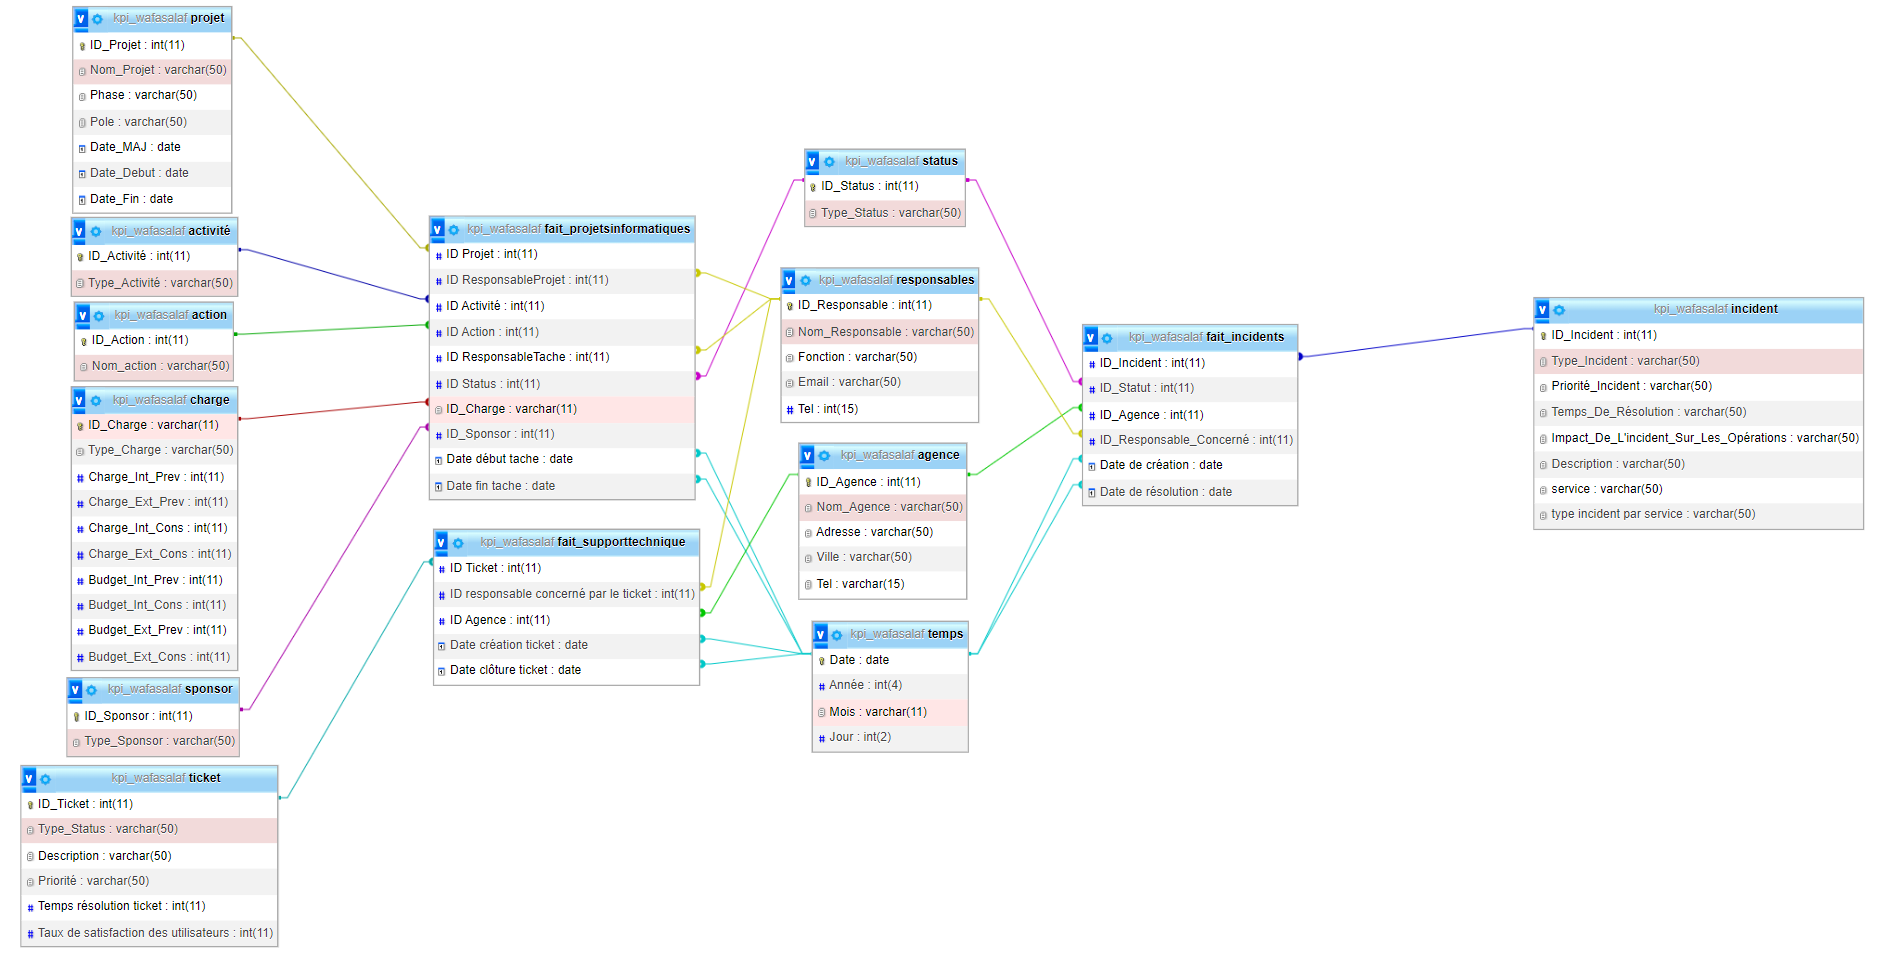 kpi_wafasalaf projet
ID_Projet : int(11)
Nom_Projet : varchar(50)
Phase : varchar(50)
Pole : varchar(50)
Date_MAJ : date
Date_Debut : date
Date_Fin : date
kpi_wafasalaf activité
ID_Activité : int(11)
Type_Activité : varchar(50)
kpi_wafasalaf action
ID_Action : int(11)
Nom_action : varchar(50)
kpi_wafasalaf charge
ID_Charge : varchar(11)
Type_Charge : varchar(50)
Charge_Int_Prev : int(11)
Charge_Ext_Prev : int(11)
Charge_Int_Cons : int(11)
Charge_Ext_Cons : int(11)
Budget_Int_Prev : int(11)
Budget_Int_Cons : int(11)
Budget_Ext_Prev : int(11)
Budget_Ext_Cons : int(11)
kpi_wafasalaf sponsor
ID_Sponsor : int(11)
Type_Sponsor : varchar(50)
kpi_wafasalaf ticket
ID_Ticket : int(11)
Type_Status : varchar(50)
Description : varchar(50)
Priorité : varchar(50)
Temps résolution ticket : int(11)
Taux de satisfaction des utilisateurs : int(11)
kpi_wafasalaf fait_projetsinformatiques
ID Projet : int(11)
ID ResponsableProjet : int(11)
ID Activité : int(11)
ID Action : int(11)
ID ResponsableTache : int(11)
ID Status : int(11)
ID_Charge : varchar(11)
ID_Sponsor : int(11)
Date début tache : date
Date fin tache : date
kpi_wafasalaf fait_supporttechnique
ID Ticket : int(11)
ID responsable concerné par le ticket : int(11)
ID Agence : int(11)
Date création ticket : date
Date clôture ticket : date
kpi_wafasalaf status
ID_Status : int(11)
Type_Status : varchar(50)
kpi_wafasalaf responsables
ID_Responsable : int(11)
Nom_Responsable : varchar(50)
Fonction : varchar(50)
Email : varchar(50)
Tel : int(15)
kpi_wafasalaf agence
ID_Agence : int(11)
Nom_Agence : varchar(50)
Adresse : varchar(50)
Ville : varchar(50)
Tel : varchar(15)
kpi_wafasalaf temps
Date : date
Année : int(4)
Mois : varchar(11)
Jour : int(2)
kpi_wafasalaf fait_incidents
ID_Incident : int(11)
ID_Statut : int(11)
ID_Agence : int(11)
ID_Responsable_Concerné : int(11)
Date de création : date
Date de résolution : date
kpi_wafasalaf incident
ID_Incident : int(11)
Type_Incident : varchar(50)
Priorité_Incident : varchar(50)
Temps_De_Résolution : varchar(50)
Impact_De_L'incident_Sur_Les_Opérations : varchar(50)
Description : varchar(50)
service : varchar(50)
type incident par service : varchar(50)